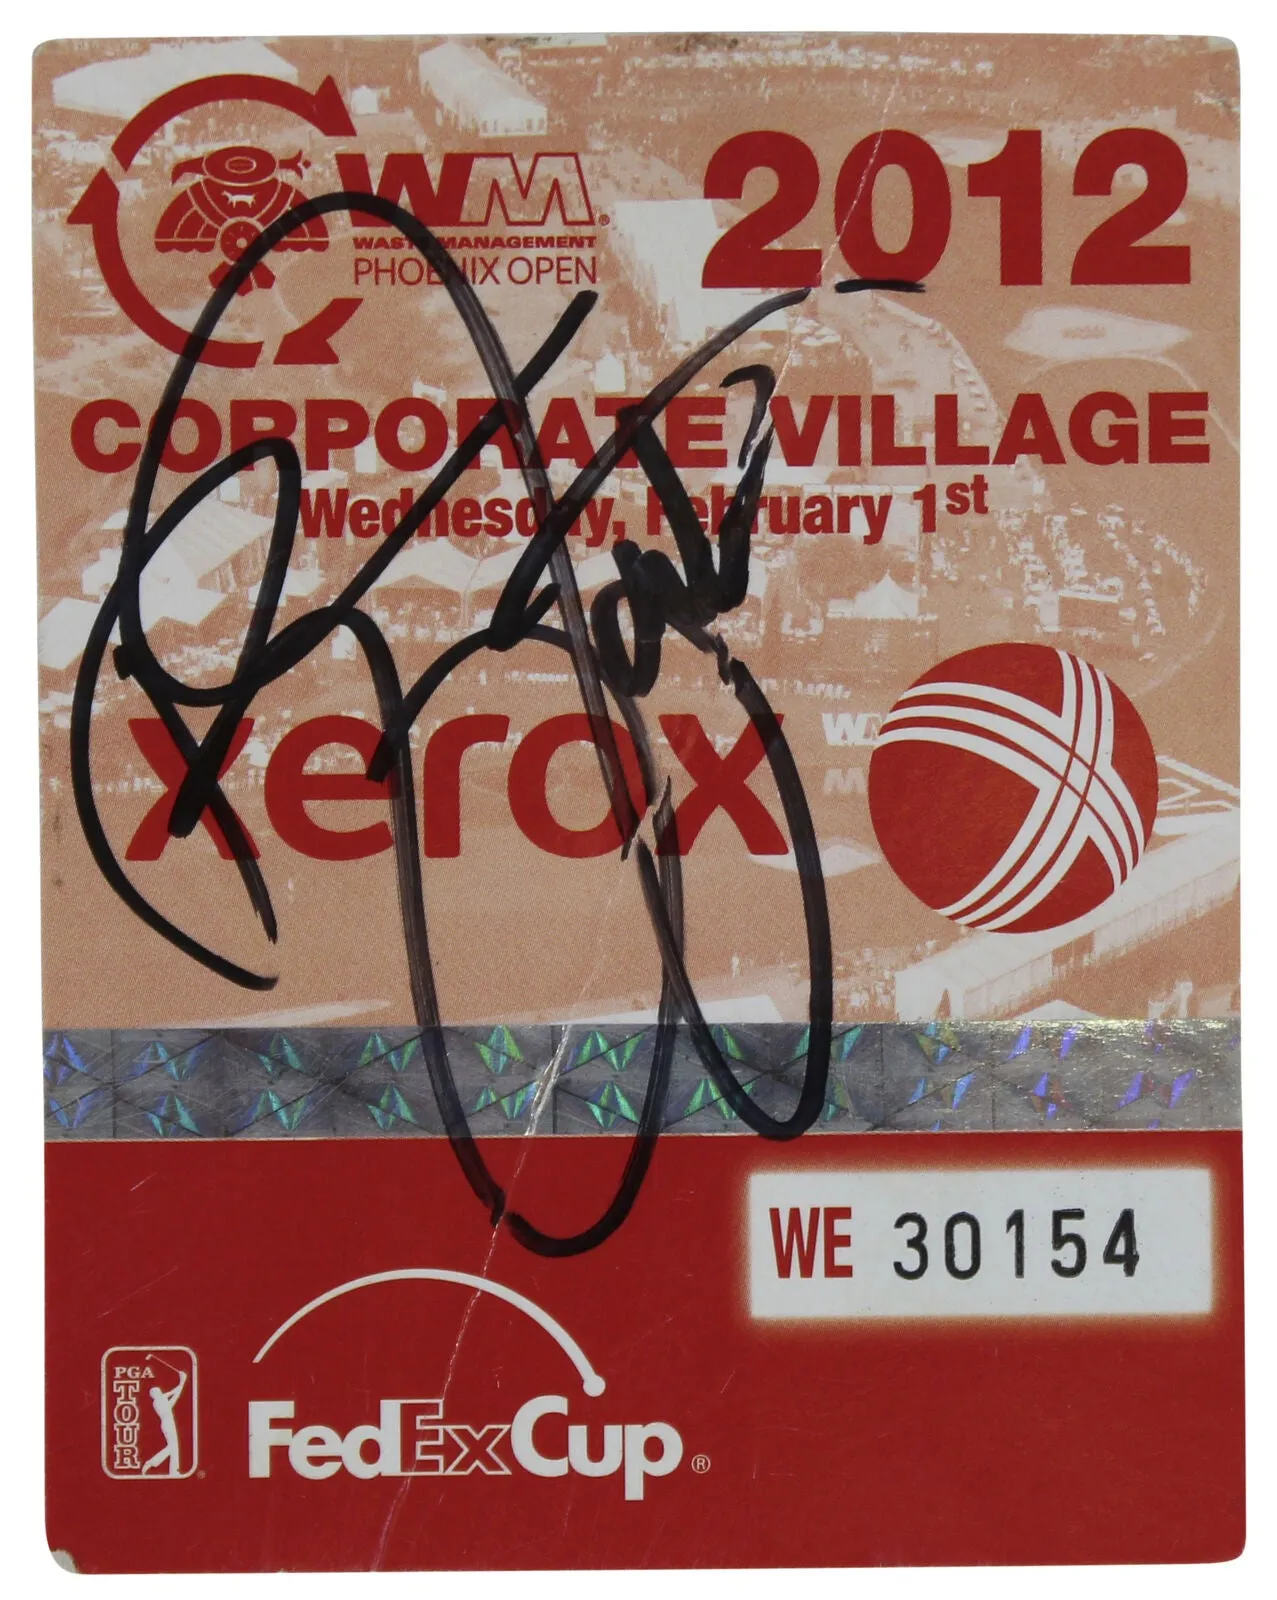 WM®
2012
WASTE MANAGEMENT
PHOENIX OPEN
CORPORATE VILLAGE
Wednesday, February 1st
xerox
WE 30154
PGA
TOUR
FedExCup®